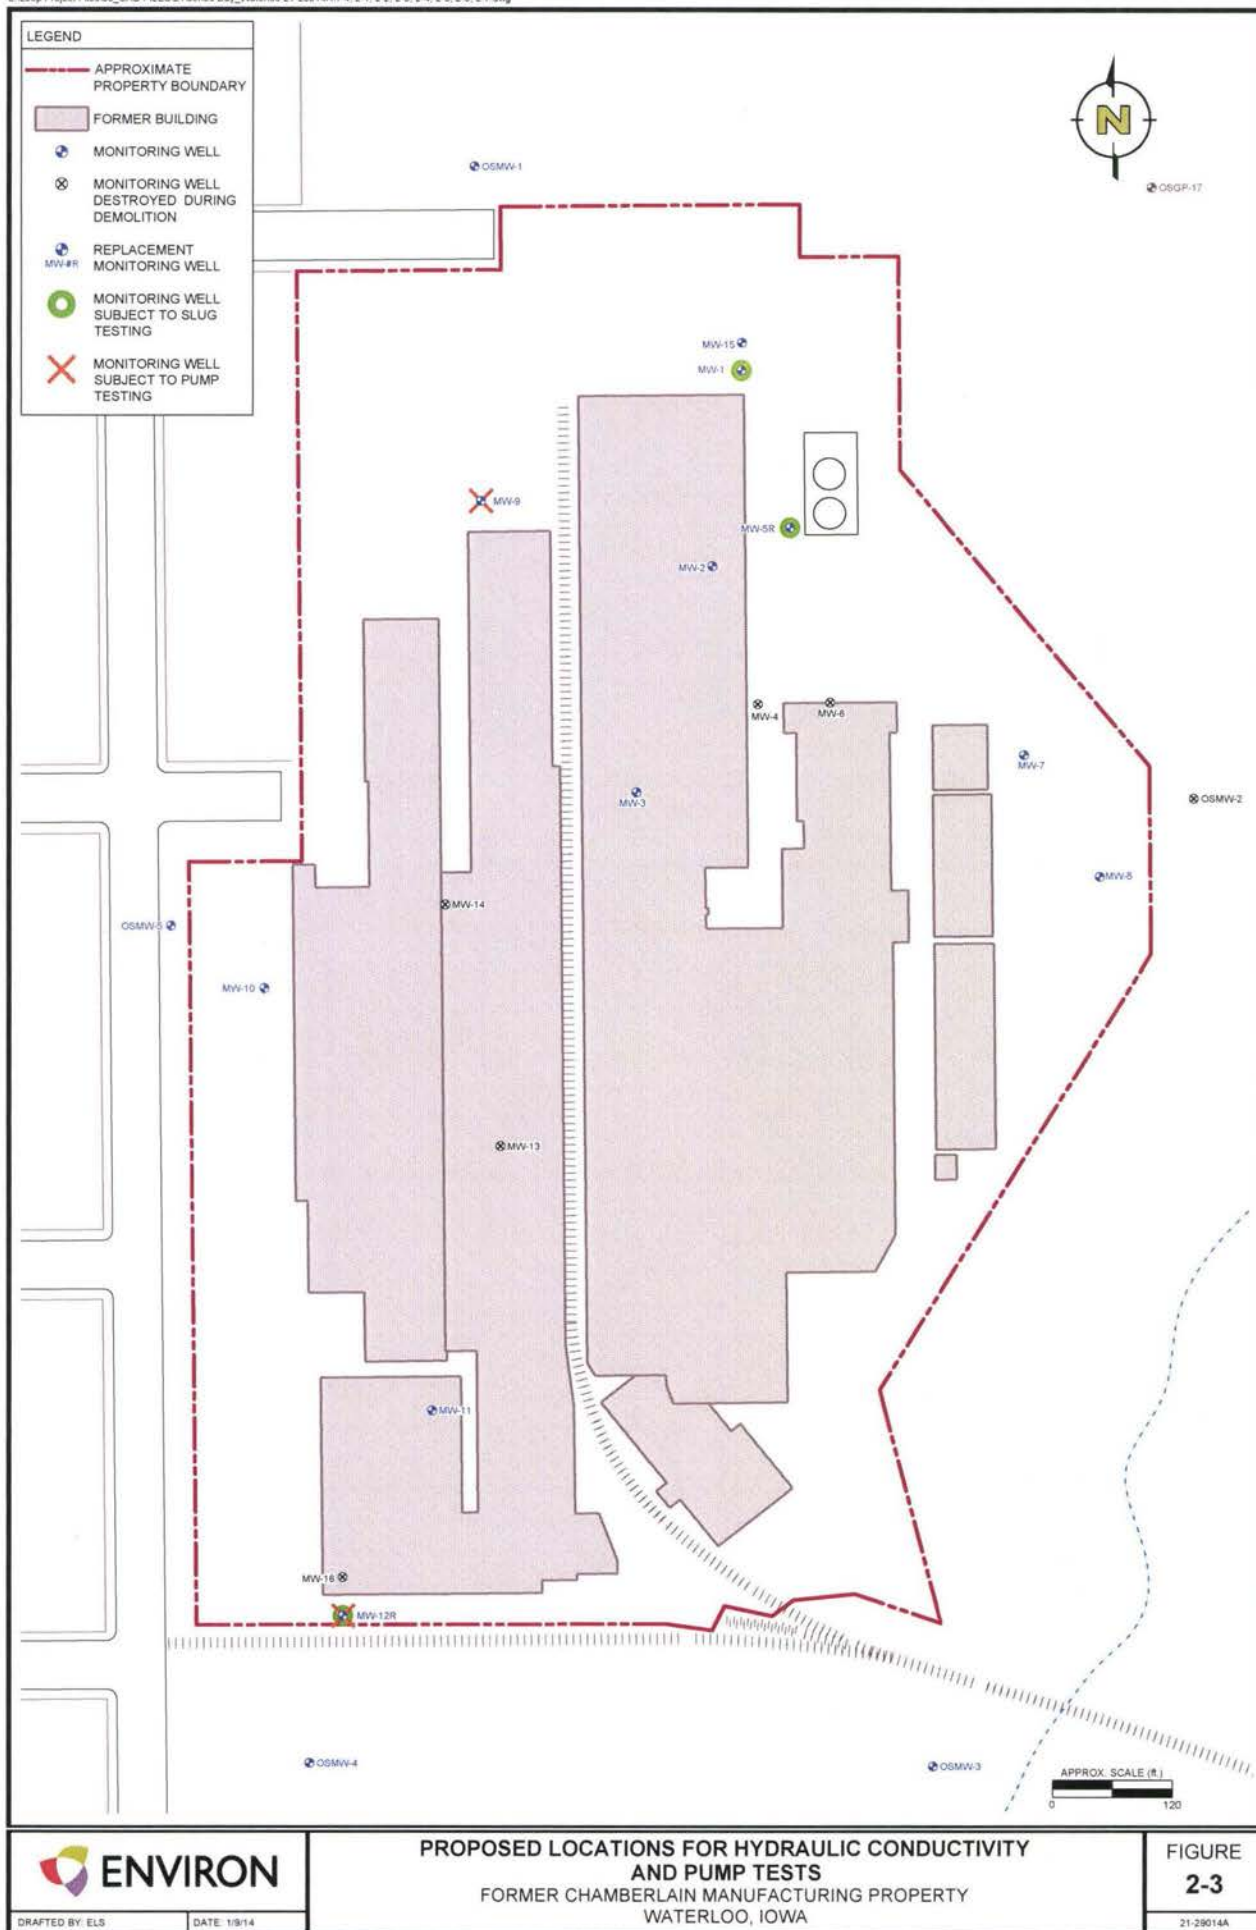 LEGEND
APPROXIMATE
PROPERTY BOUNDARY
FORMER BUILDING
MONITORING WELL
MONITORING WELL
DESTROYED DURING
DEMOLITION
REPLACEMENT
MW-#R MONITORING WELL
MONITORING WELL
SUBJECT TO SLUG
TESTING
MONITORING WELL
SUBJECT TO PUMP
TESTING
N
OSMW-1
OSGP-17
MW-15
MW-1
MW-9
MW-5R
MW-2
MW-4
MW-6
MW-7
MW-3
OSMW-2
MW-8
MW-14
OSMW-5
MW-10
MW-13
MW-11
MW-16
MW-12R
OSMW-4
OSMW-3
APPROX. SCALE (ft.)
0 120
ENVIRON
DRAFTED BY: ELS DATE: 1/9/14
PROPOSED LOCATIONS FOR HYDRAULIC CONDUCTIVITY
AND PUMP TESTS
FORMER CHAMBERLAIN MANUFACTURING PROPERTY
WATERLOO, IOWA
FIGURE
2-3
21-29014A